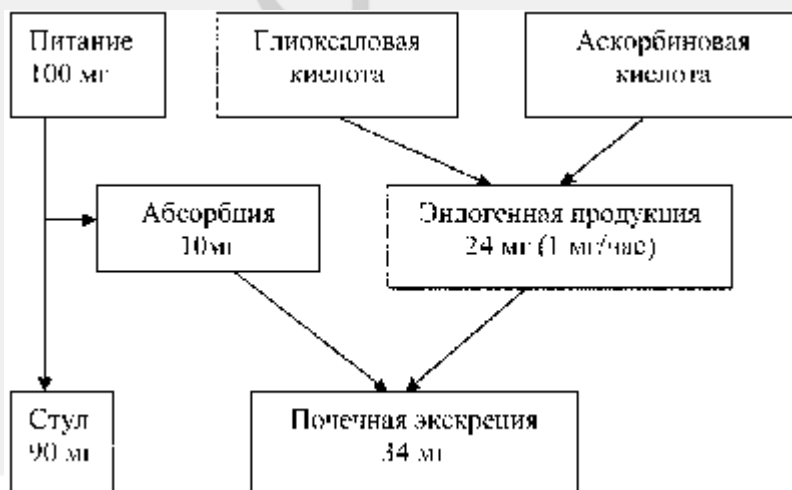 Питание
100 мг
Глиоксаловая
кислота
Аскорбиновая
кислота
Абсорбция
10мг
Эндогенная продукция
24 мг (1 мг/час)
Стул
90 мг
Почечная экскреция
34 мг